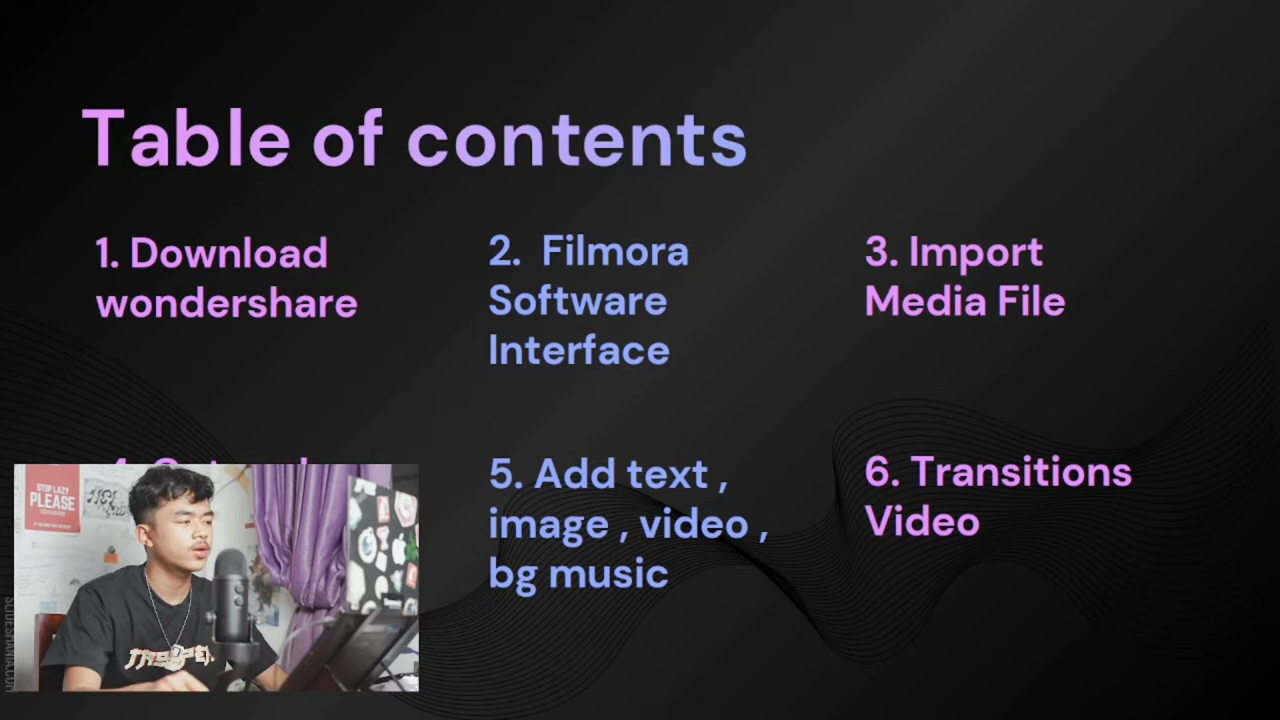 Table of contents
1. Download
wondershare
2. Filmora
Software
Interface
3. Import
Media File
5. Add text ,
image , video ,
bg music
6. Transitions
Video
STOP LAZY
PLEASE